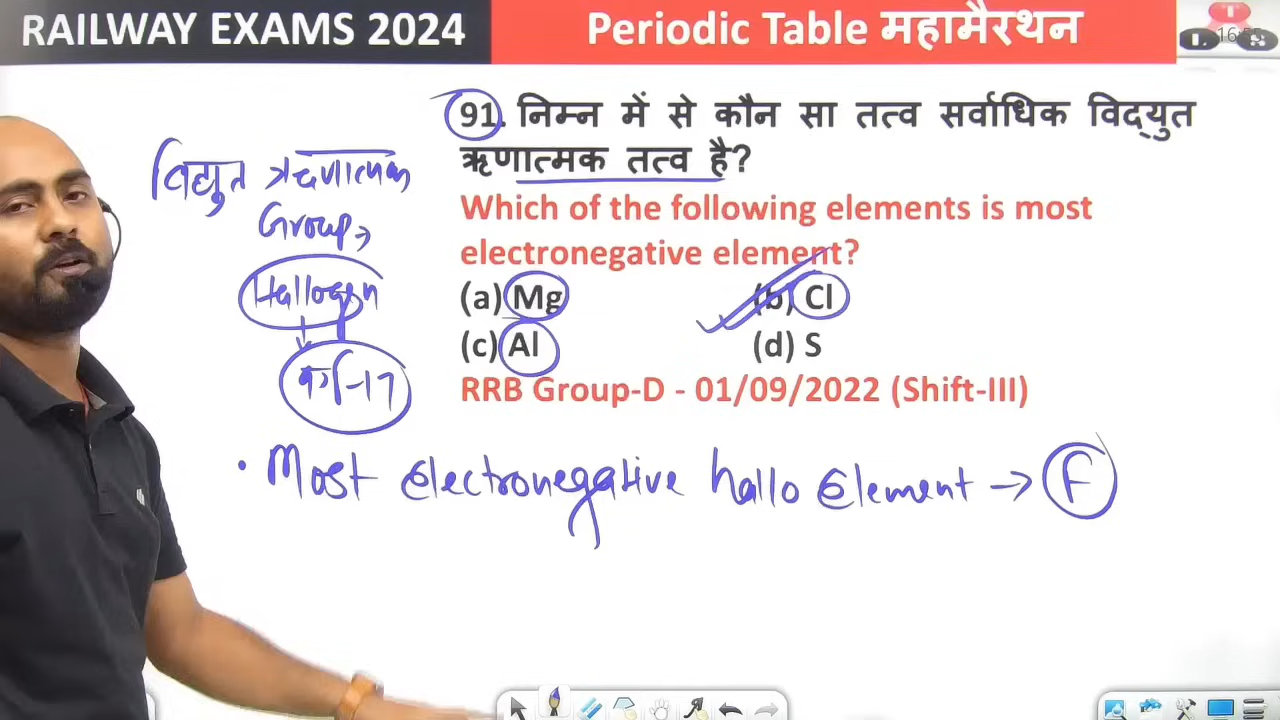 RAILWAY EXAMS 2024
Periodic Table महामैरथन
91. निम्न में से कौन सा तत्व सर्वाधिक विद्युत
ऋणात्मक तत्व है?
Which of the following elements is most
electronegative element?
(a) Mg (b) Cl
(c) Al (d) S
RRB Group-D - 01/09/2022 (Shift-III)
विद्युत ऋणात्मक
Group
Hallogen
वर्ग-17
• Most electronegative hallo element → F